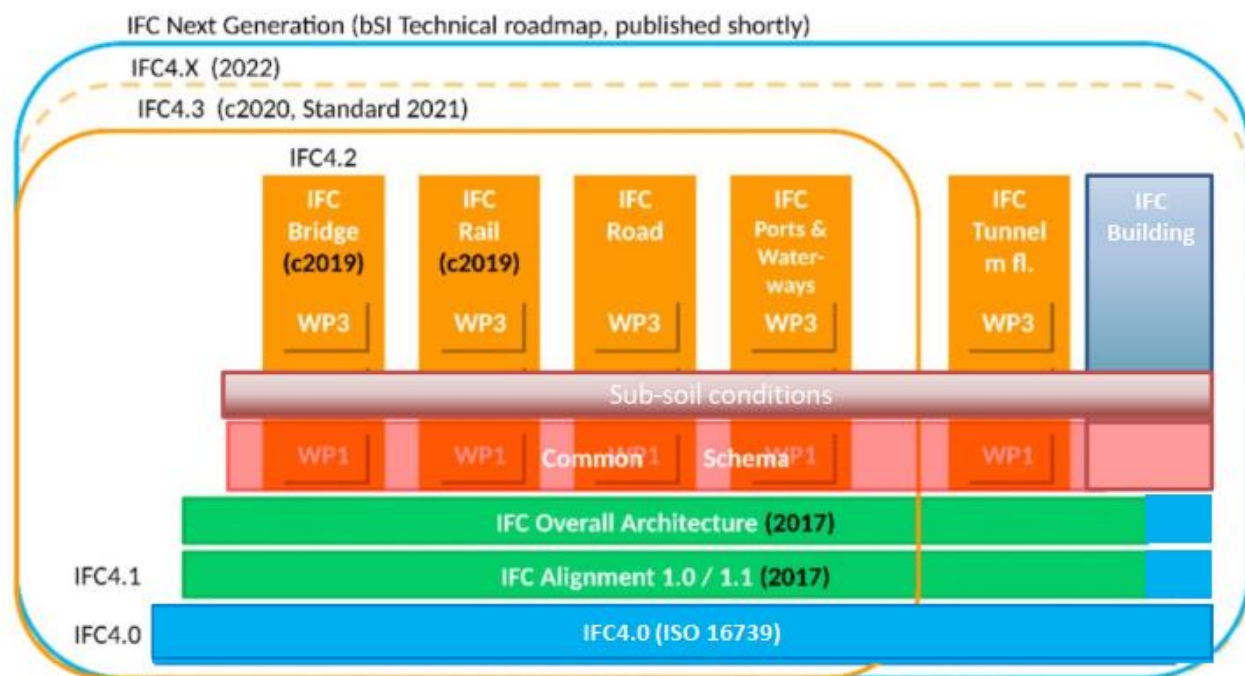 IFC Next Generation (bSI Technical roadmap, published shortly)
IFC4.X (2022)
IFC4.3 (c2020, Standard 2021)
IFC4.2
IFC
Bridge
(c2019)
WP3
IFC
Rail
(c2019)
WP3
IFC
Road
WP3
IFC
Ports &
Water-
ways
WP3
IFC
Tunnel
m fl.
WP3
IFC
Building
Sub-soil conditions
WP1 WP1 WP1 WP1 WP1
Common Schema
IFC Overall Architecture (2017)
IFC4.1
IFC Alignment 1.0 / 1.1 (2017)
IFC4.0
IFC4.0 (ISO 16739)